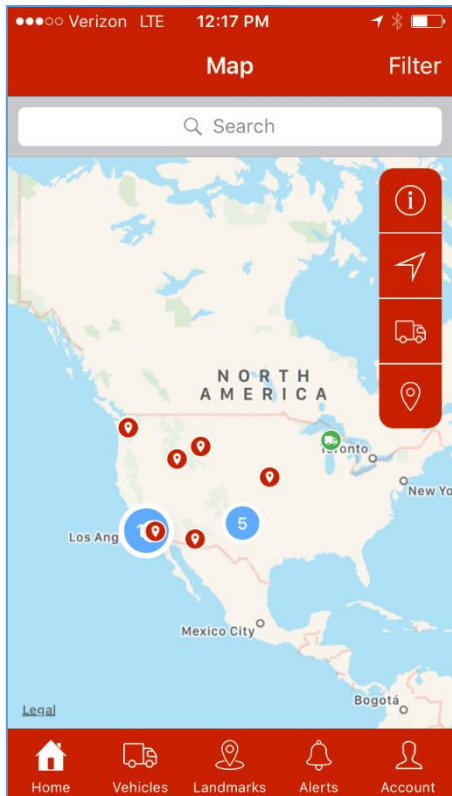 Verizon LTE 12:17 PM
Map Filter
Search
NORTH
AMERICA
Toronto
New Yo
Los Ang
5
Mexico City
Bogotá
Legal
Home Vehicles Landmarks Alerts Account